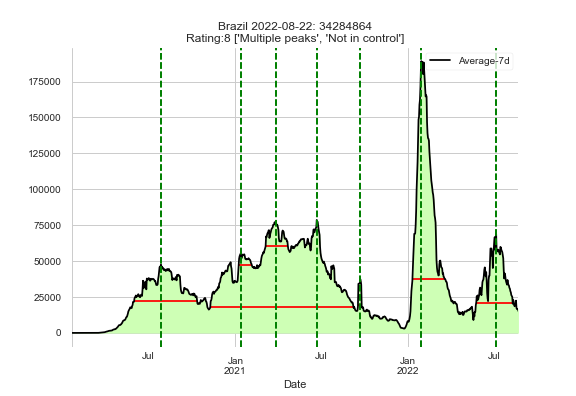 Brazil 2022-08-22: 34284864
Rating:8 ['Multiple peaks', 'Not in control']
Average-7d
175000
150000
125000
100000
75000
50000
25000
0
Jul
Jan
2021
Jul
Jan
2022
Jul
Date